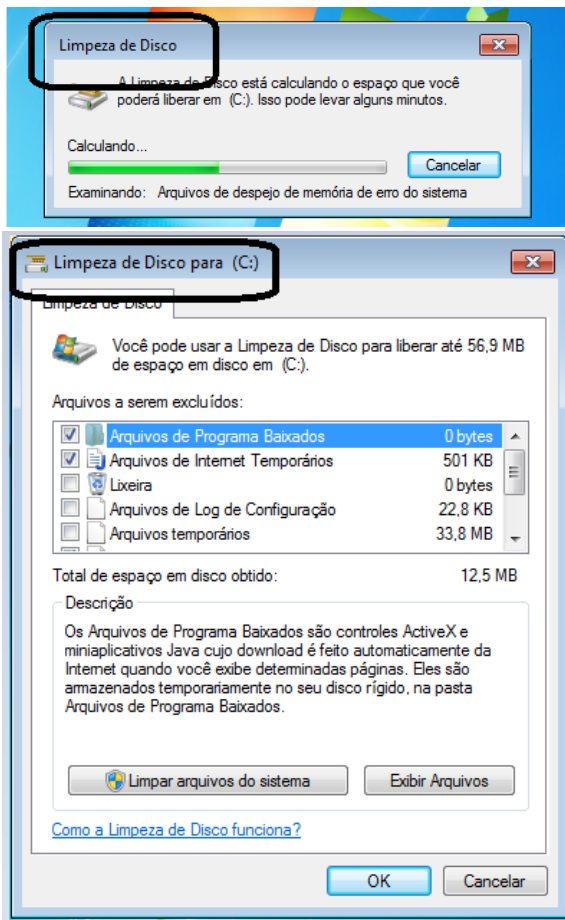 Limpeza de Disco
A Limpeza de Disco está calculando o espaço que você
poderá liberar em (C:). Isso pode levar alguns minutos.
Calculando...
Cancelar
Examinando: Arquivos de despejo de memória de erro do sistema
Limpeza de Disco para (C:)
Limpeza de Disco
Você pode usar a Limpeza de Disco para liberar até 56,9 MB
de espaço em disco em (C:).
Arquivos a serem excluídos:
Arquivos de Programa Baixados 0 bytes
Arquivos de Internet Temporários 501 KB
Lixeira 0 bytes
Arquivos de Log de Configuração 22,8 KB
Arquivos temporários 33,8 MB
Total de espaço em disco obtido: 12,5 MB
Descrição
Os Arquivos de Programa Baixados são controles ActiveX e
miniaplicativos Java cujo download é feito automaticamente da
Internet quando você exibe determinadas páginas. Eles são
armazenados temporariamente no seu disco rígido, na pasta
Arquivos de Programa Baixados.
Limpar arquivos do sistema Exibir Arquivos
Como a Limpeza de Disco funciona?
OK Cancelar